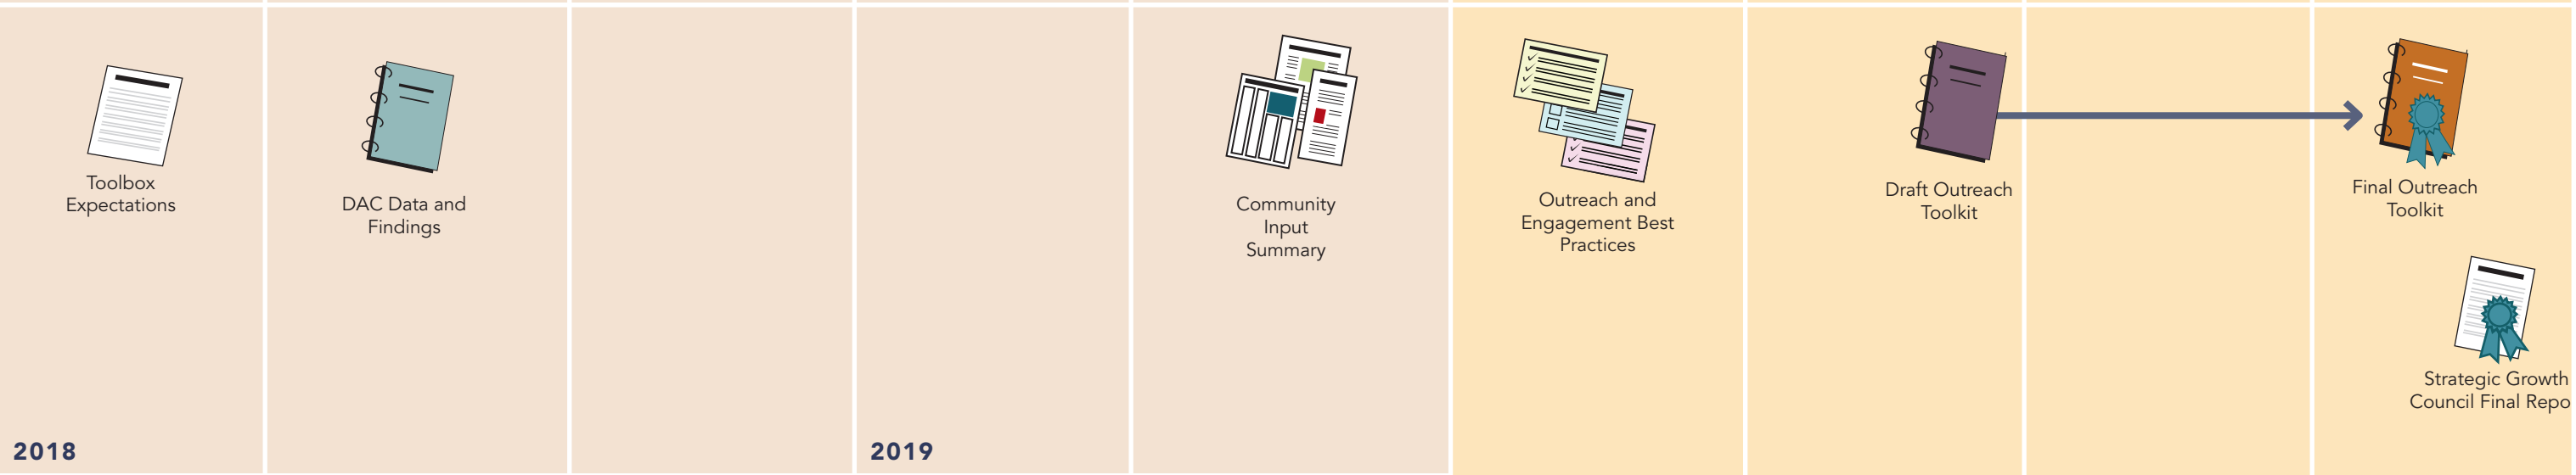 Toolbox
Expectations
DAC Data and
Findings
Community
Input
Summary
Outreach and
Engagement Best
Practices
Draft Outreach
Toolkit
Final Outreach
Toolkit
Strategic Growth
Council Final Repo
2018
2019